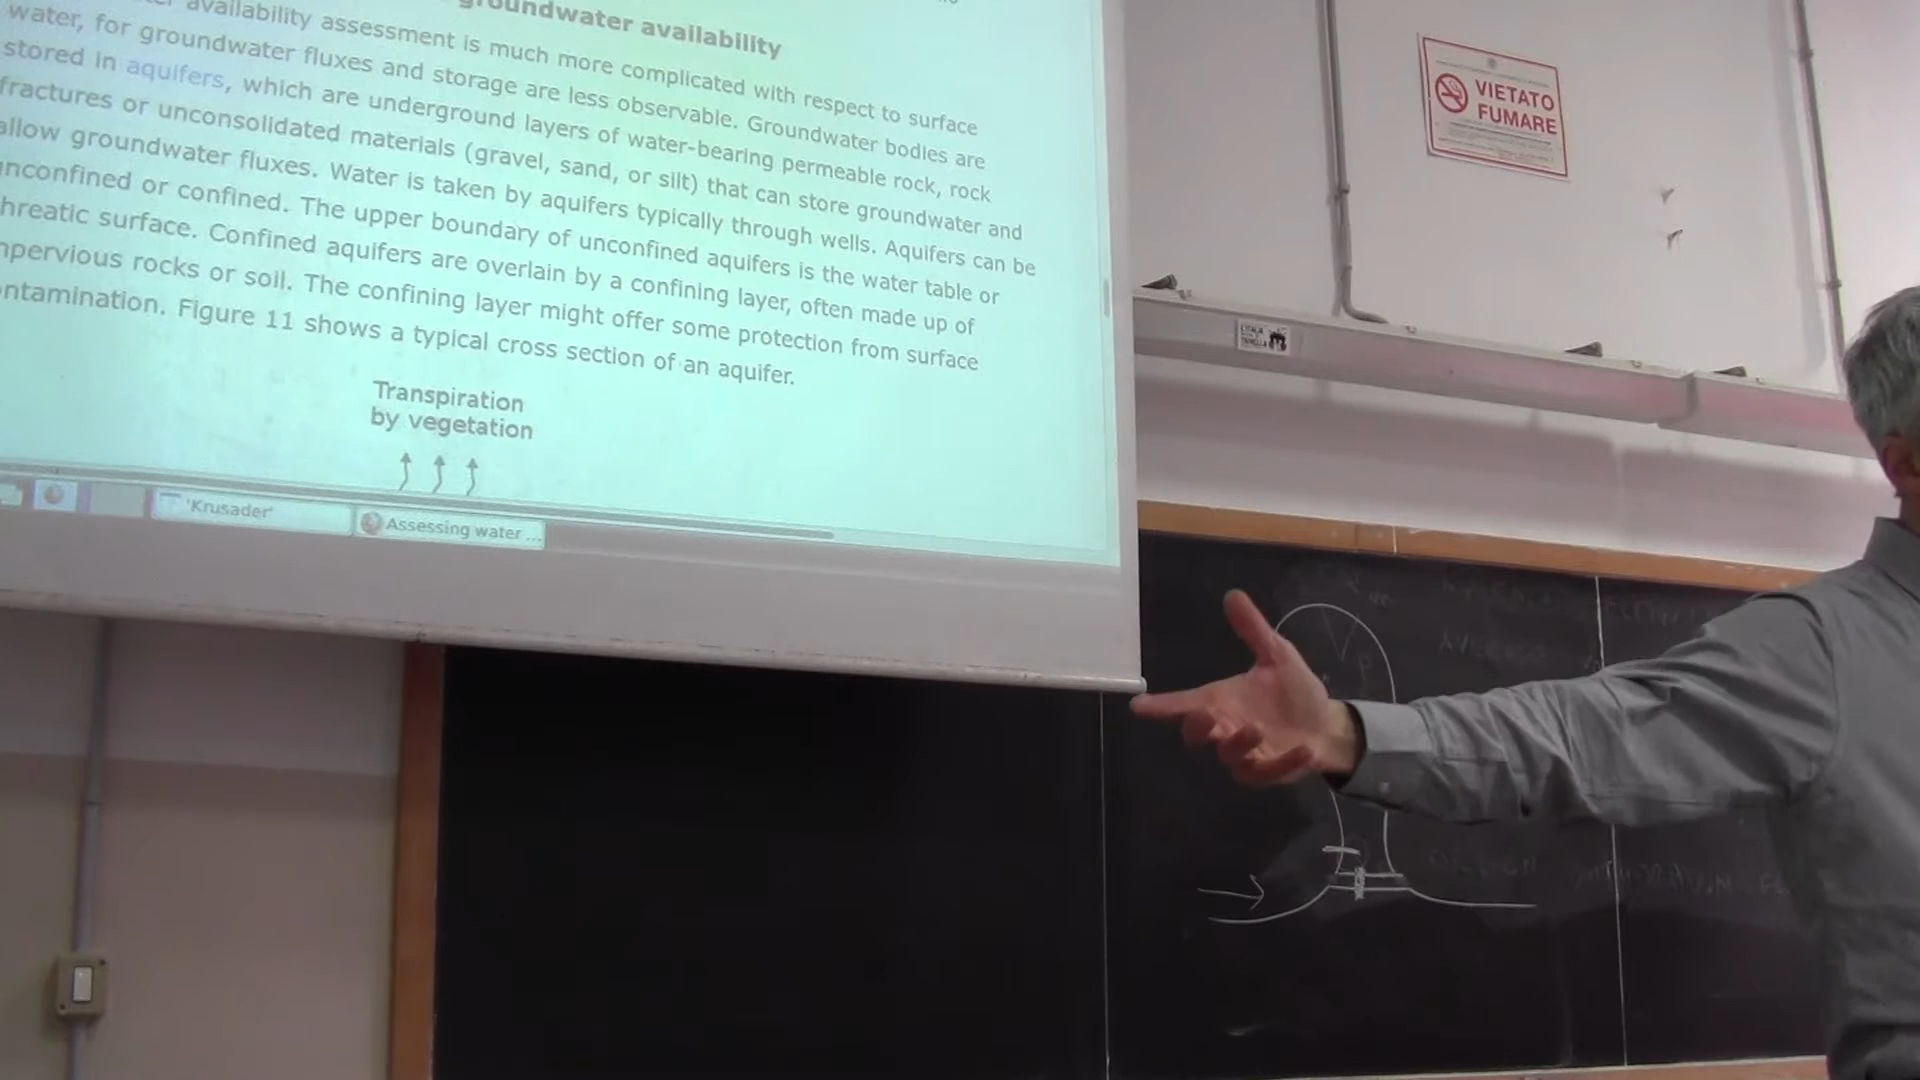 groundwater availability
availability assessment is much more complicated with respect to surface
water, for groundwater fluxes and storage are less observable. Groundwater bodies are
stored in aquifers, which are underground layers of water-bearing permeable rock, rock
fractures or unconsolidated materials (gravel, sand, or silt) that can store groundwater and
allow groundwater fluxes. Water is taken by aquifers typically through wells. Aquifers can be
unconfined or confined. The upper boundary of unconfined aquifers is the water table or
hreatic surface. Confined aquifers are overlain by a confining layer, often made up of
mpervious rocks or soil. The confining layer might offer some protection from surface
ontamination. Figure 11 shows a typical cross section of an aquifer.
Transpiration
by vegetation
'Krusader'
Assessing water ...
VIETATO
FUMARE